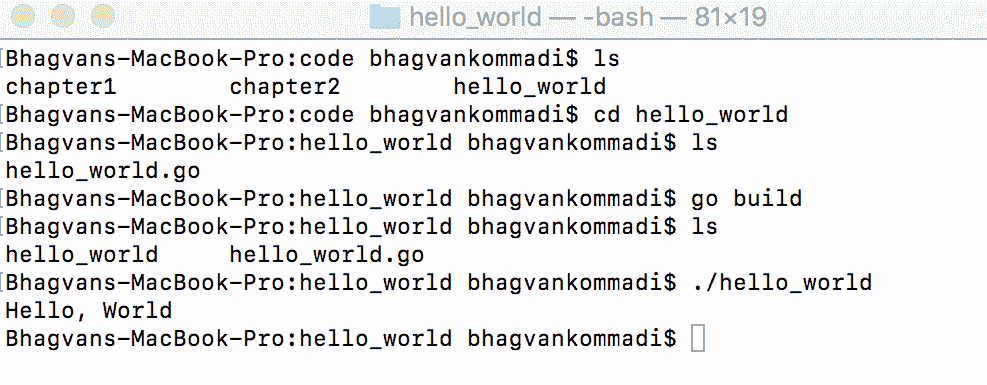 hello_world — -bash — 81×19
Bhagvans-MacBook-Pro:code bhagvankommadi$ ls
chapter1 chapter2 hello_world
Bhagvans-MacBook-Pro:code bhagvankommadi$ cd hello_world
Bhagvans-MacBook-Pro:hello_world bhagvankommadi$ ls
hello_world.go
Bhagvans-MacBook-Pro:hello_world bhagvankommadi$ go build
Bhagvans-MacBook-Pro:hello_world bhagvankommadi$ ls
hello_world hello_world.go
Bhagvans-MacBook-Pro:hello_world bhagvankommadi$ ./hello_world
Hello, World
Bhagvans-MacBook-Pro:hello_world bhagvankommadi$